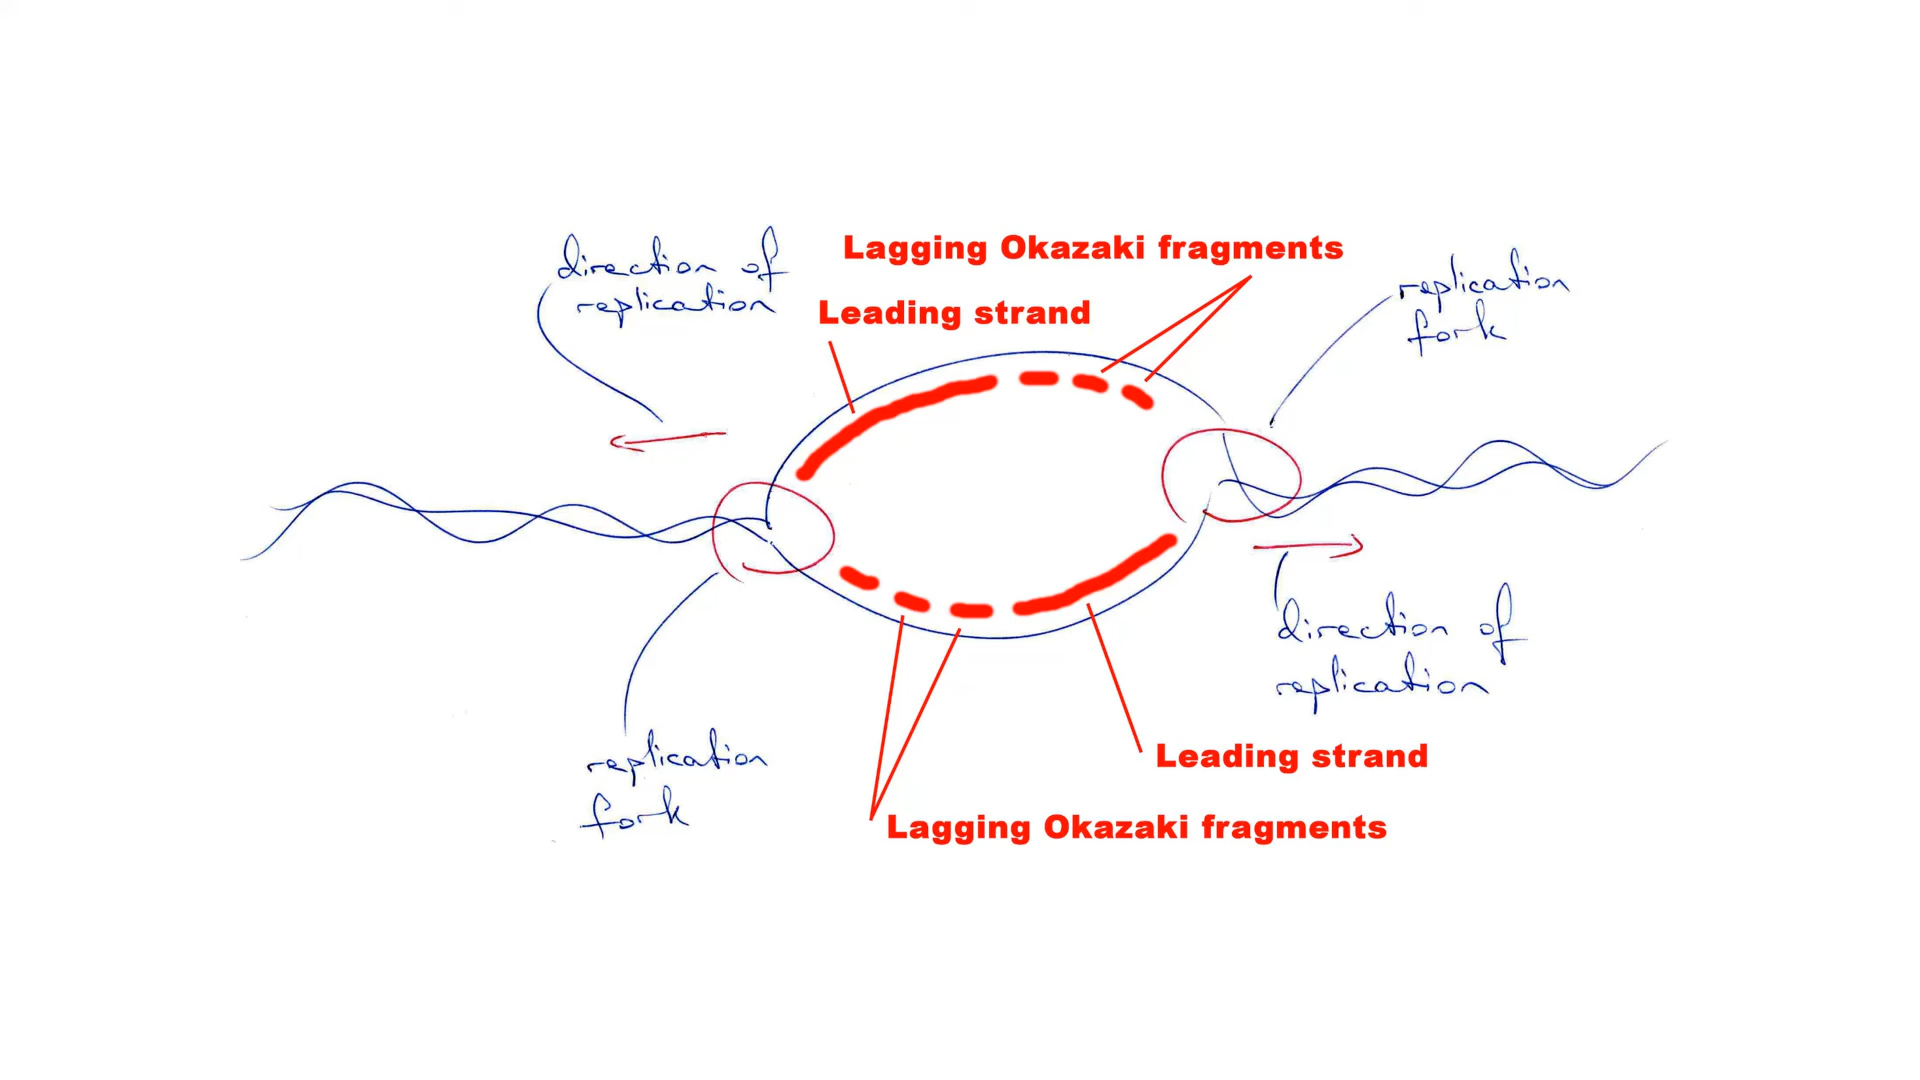 direction of
replication
Lagging Okazaki fragments
Leading strand
replication
fork
direction of
replication
replication
fork
Leading strand
Lagging Okazaki fragments